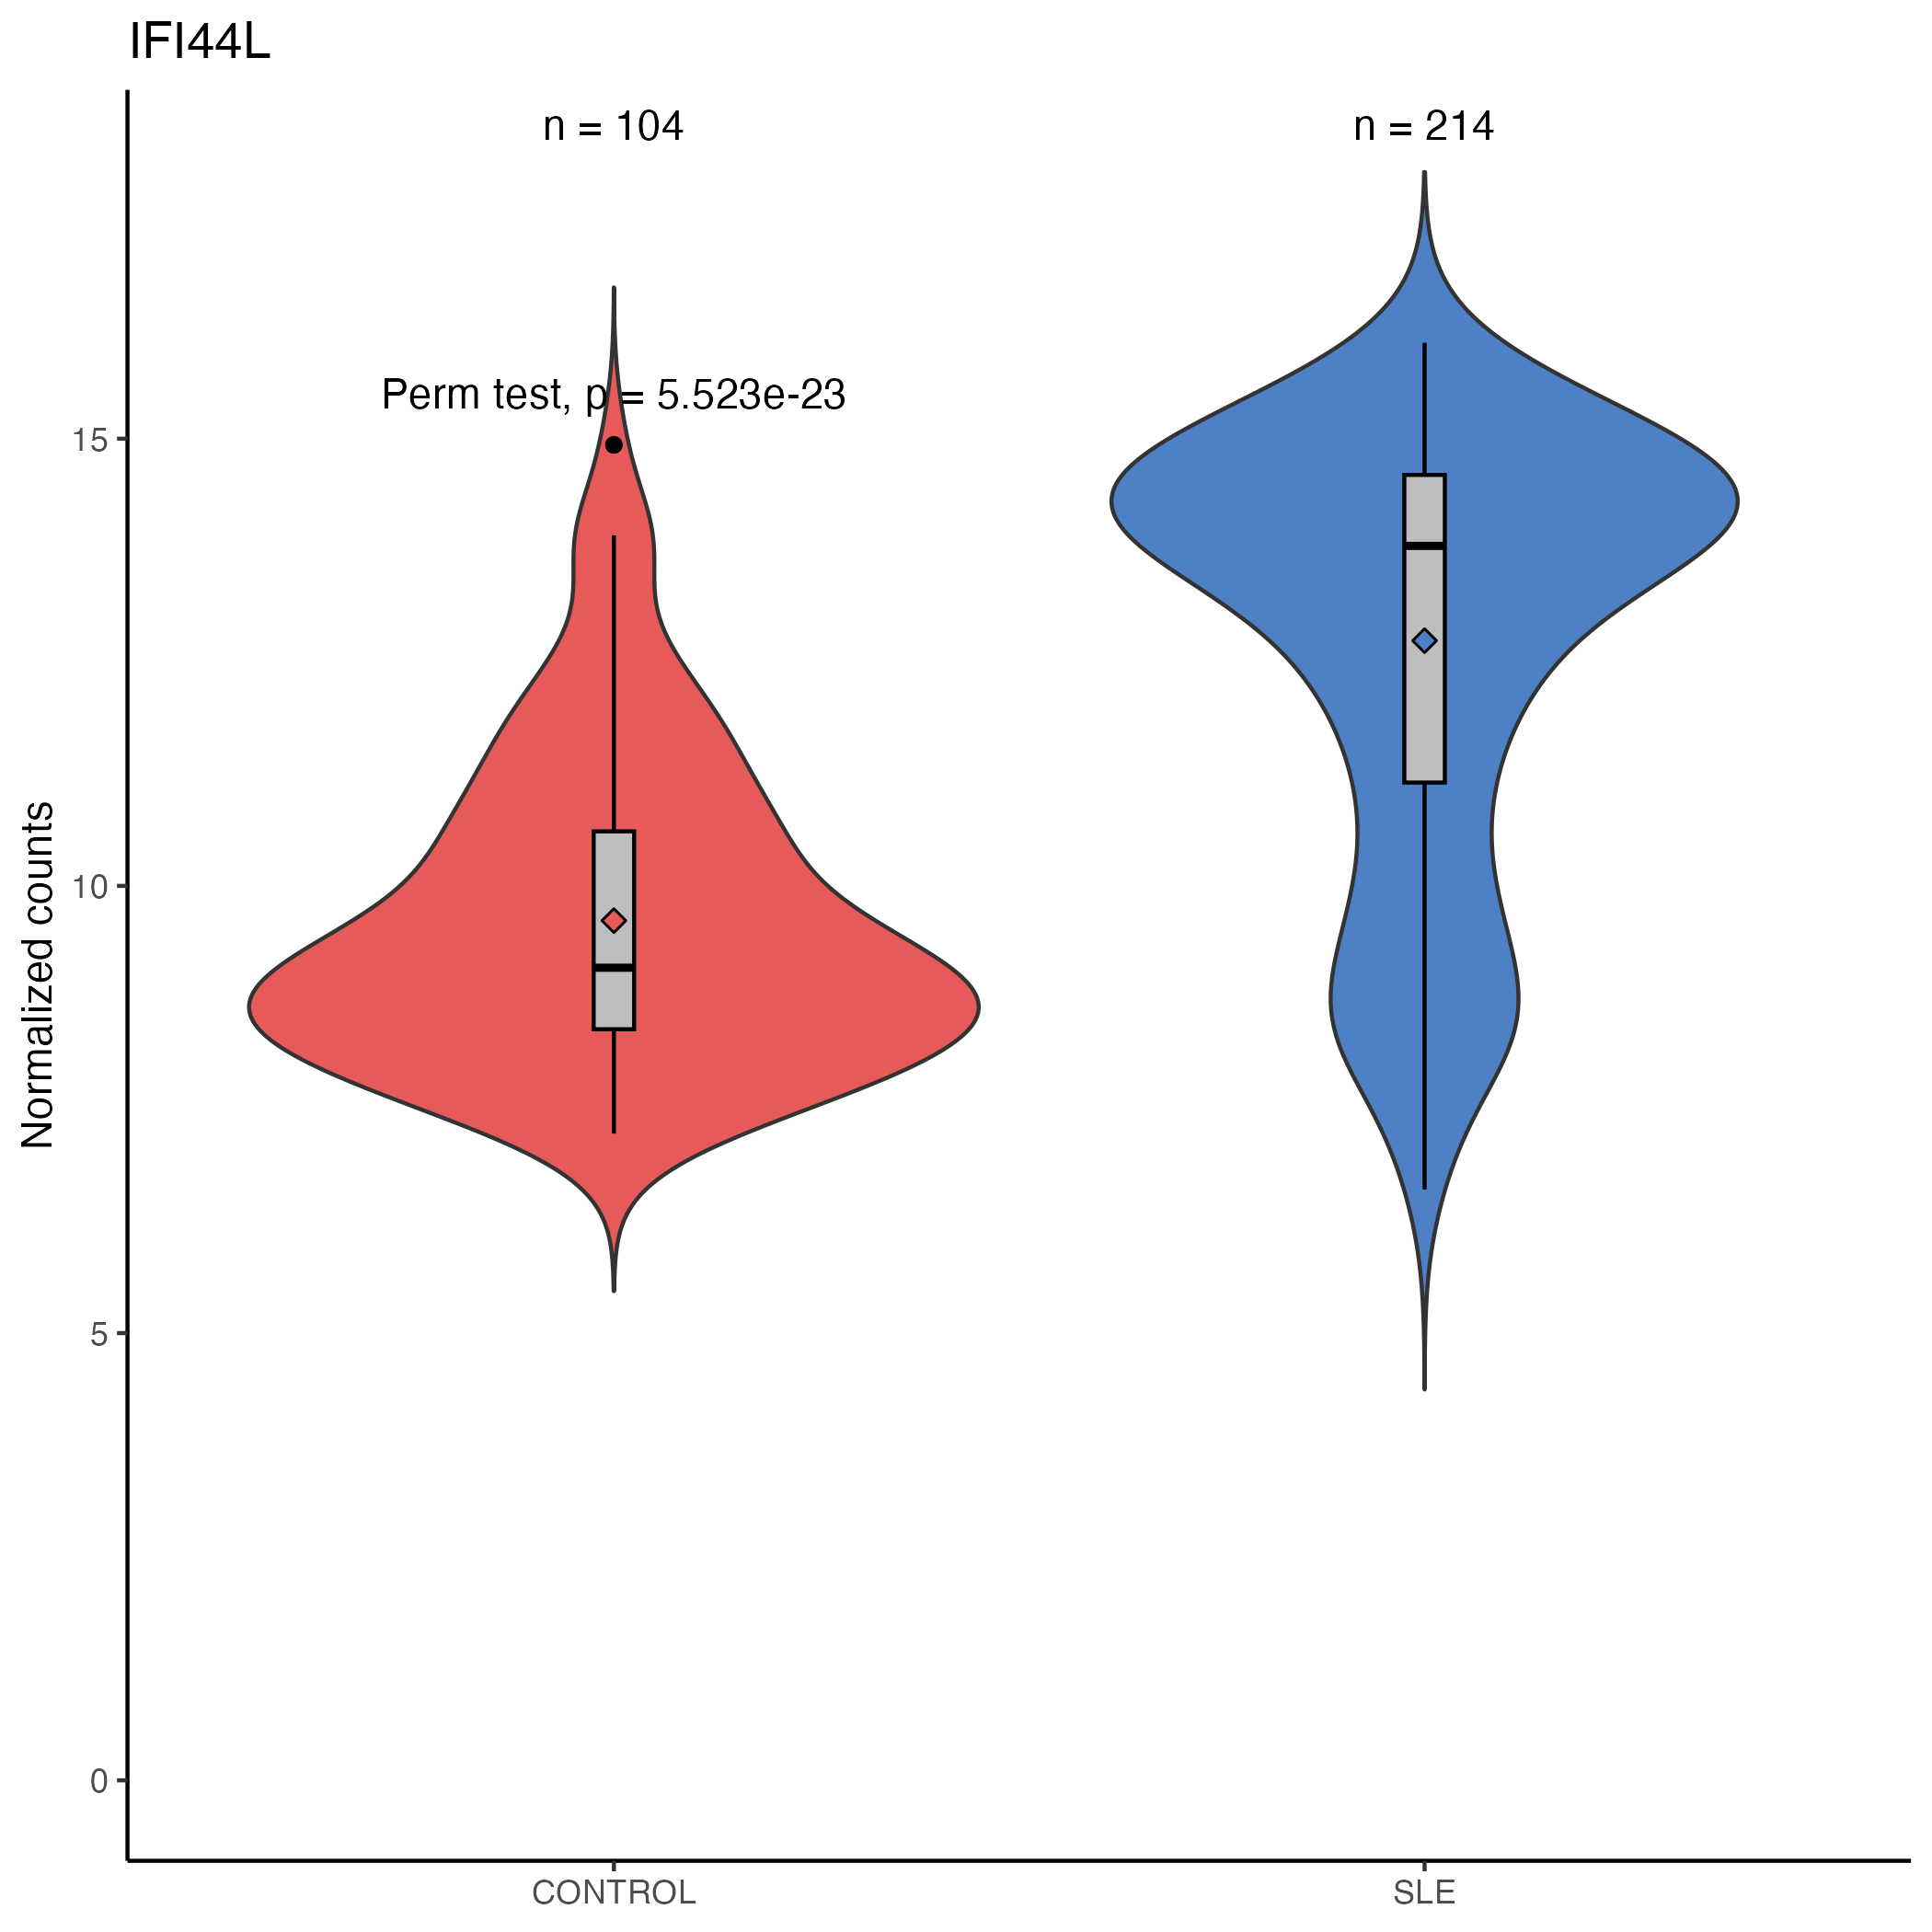 IFI44L
n = 104
n = 214
Perm test, p = 5.523e-23
15
10
5
0
Normalized counts
CONTROL
SLE